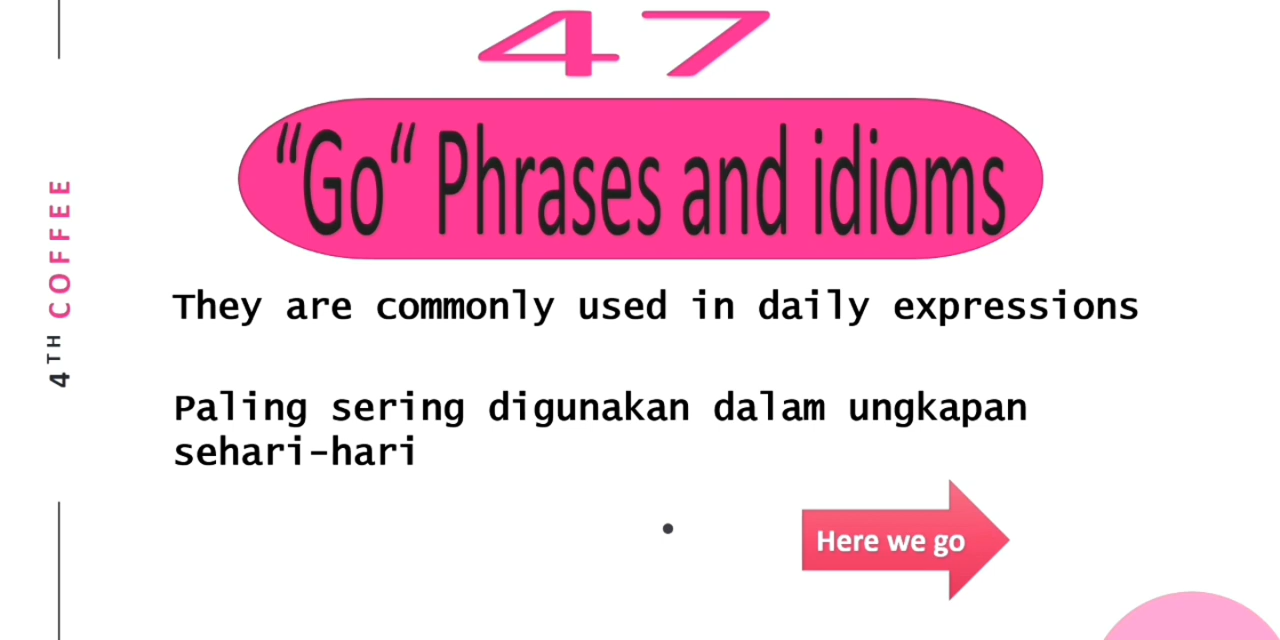 47
“Go“ Phrases and idioms
They are commonly used in daily expressions
Paling sering digunakan dalam ungkapan
sehari-hari
Here we go
4TH COFFEE